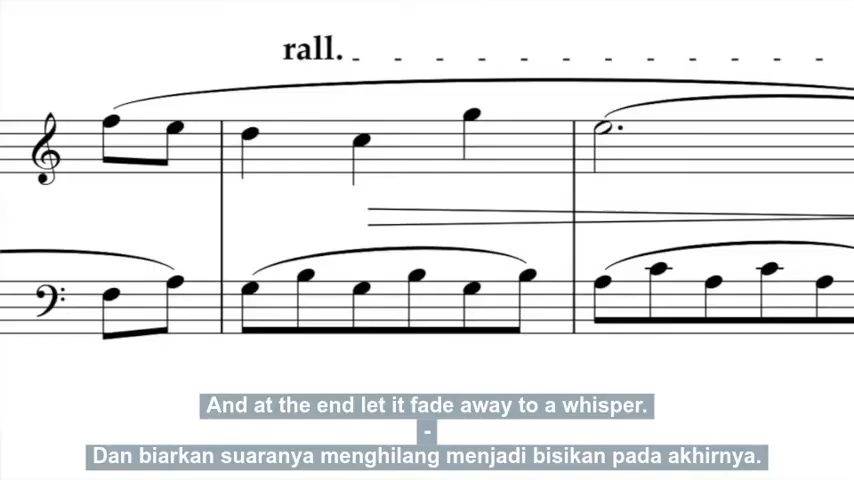 rall.
And at the end let it fade away to a whisper.
-
Dan biarkan suaranya menghilang menjadi bisikan pada akhirnya.